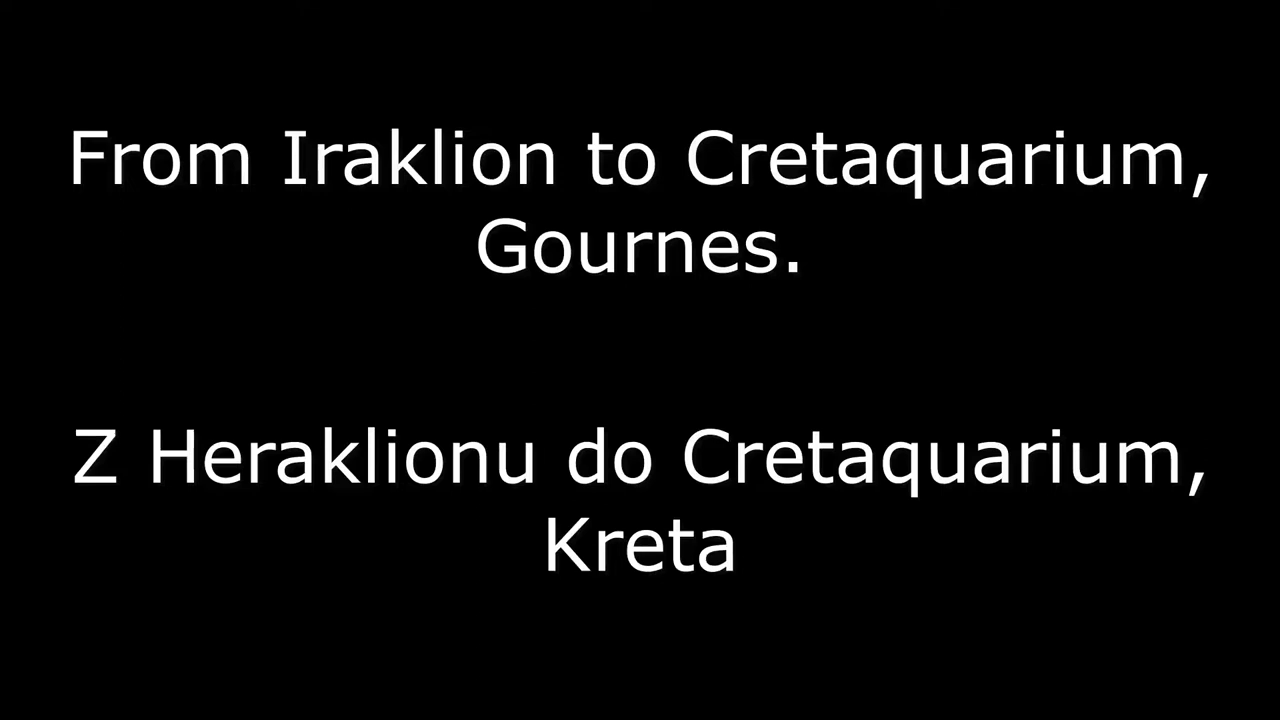 From Iraklion to Cretaquarium,
Gournes.
Z Heraklionu do Cretaquarium,
Kreta